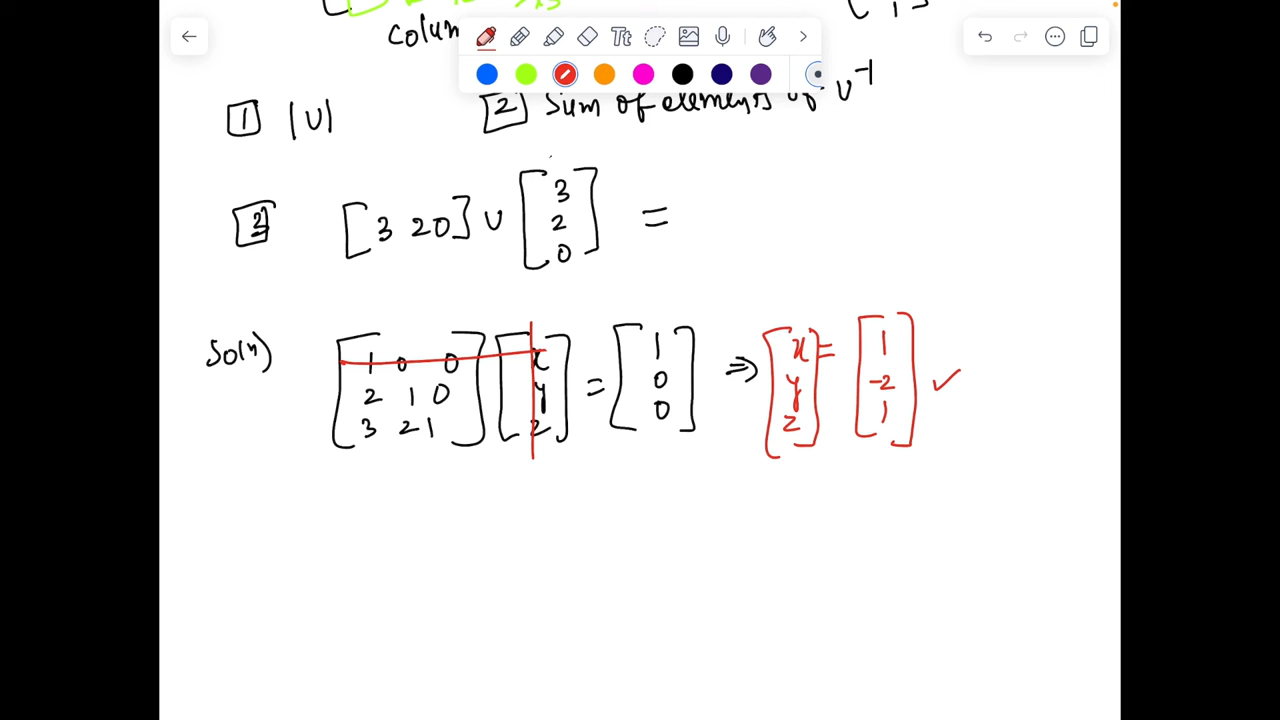 colum
Tt
1 |U| 2 Sum of elements of U⁻¹
3 [3 2 0] U [3 2 0] =
Sol(n) [1 0 0 2 1 0 3 2 1] [x y z] = [1 0 0] ⇒ [x y z] = [1 -2 1] ✓